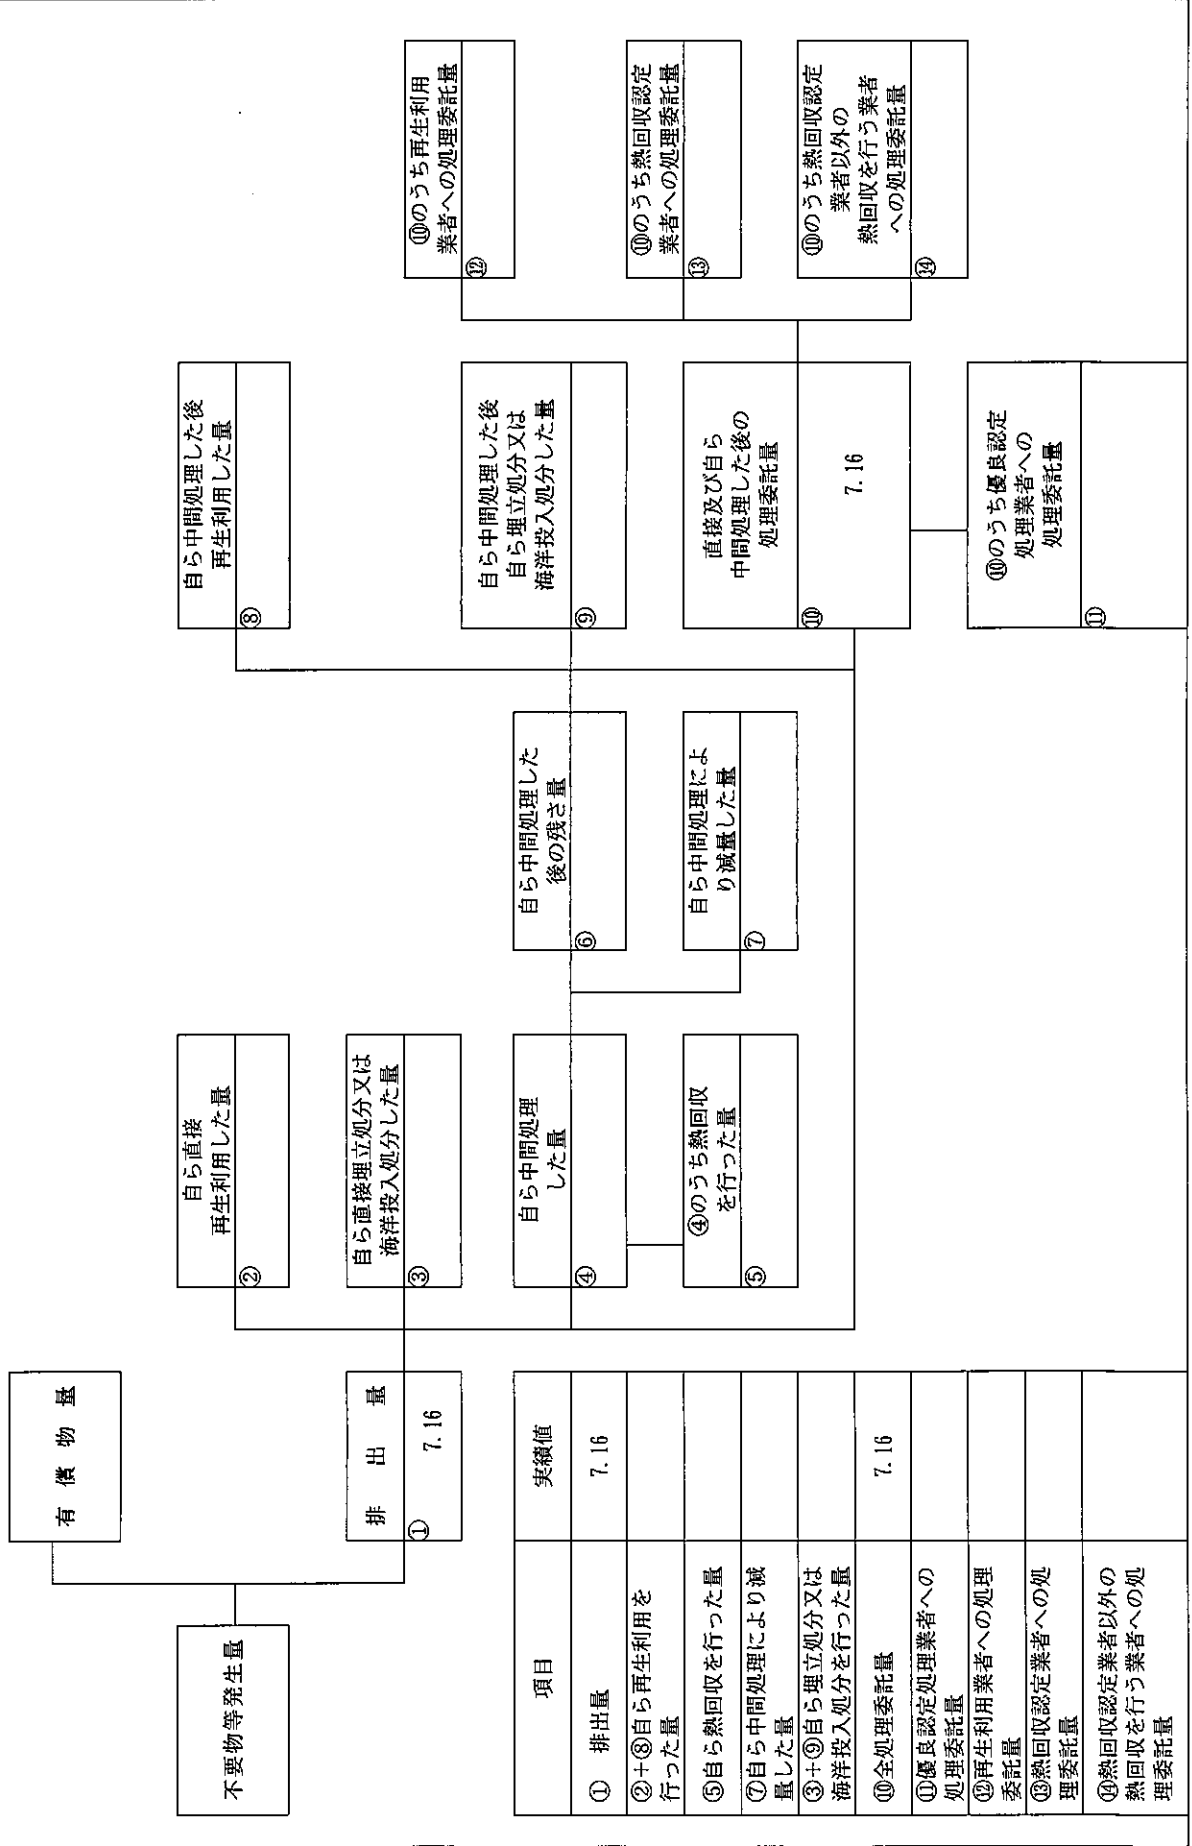 有償物量
不要物等発生量
排出量
①
7.16
自ら直接
再生利用した量
②
自ら直接埋立処分又は
海洋投入処分した量
③
自ら中間処理
した量
④
④のうち熱回収
を行った量
⑤
自ら中間処理した
後の残さ量
⑥
自ら中間処理によ
り減量した量
⑦
自ら中間処理した後
再生利用した量
⑧
自ら中間処理した後
自ら埋立処分又は
海洋投入処分した量
⑨
直接及び自ら
中間処理した後の
処理委託量
⑩
7.16
⑩のうち優良認定
処理業者への
処理委託量
⑪
⑩のうち再生利用
業者への処理委託量
⑫
⑩のうち熱回収認定
業者への処理委託量
⑬
⑩のうち熱回収認定
業者以外の
熱回収を行う業者
への処理委託量
⑭
項目 実績値
① 排出量 7.16
②+⑧自ら再生利用を
行った量
⑤自ら熱回収を行った量
⑦自ら中間処理により減
量した量
③+⑨自ら埋立処分又は
海洋投入処分を行った量
⑩全処理委託量 7.16
⑪優良認定処理業者への
処理委託量
⑫再生利用業者への処理
委託量
⑬熱回収認定業者への処
理委託量
⑭熱回収認定業者以外の
熱回収を行う業者への処
理委託量